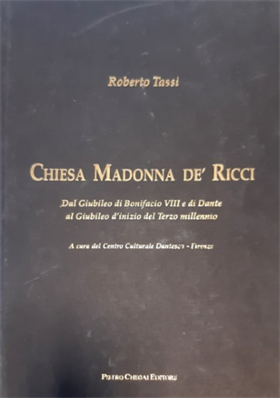 Roberto Tassi
CHIESA MADONNA DE' RICCI
Dal Giubileo di Bonifacio VIII e di Dante
al Giubileo d'inizio del Terzo millennio
A cura del Centro Culturale Dantesco - Firenze
PIETRO CHEGAI EDITORE